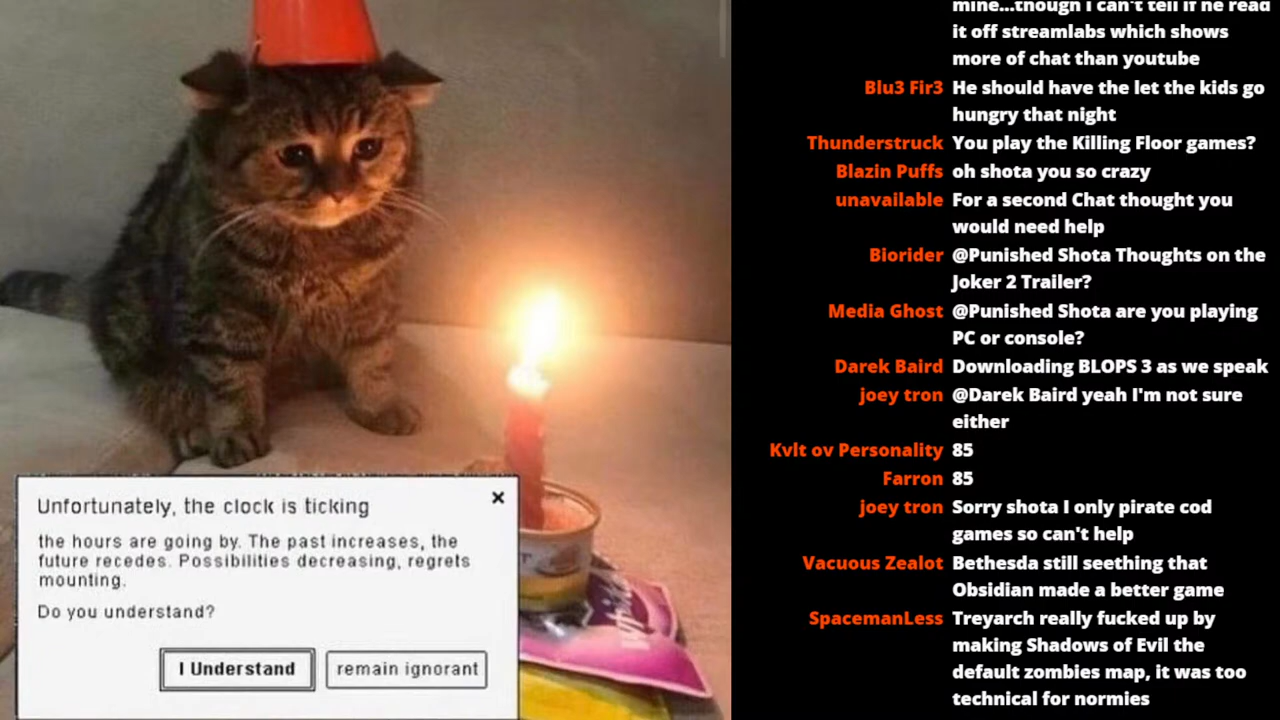 Unfortunately, the clock is ticking
the hours are going by. The past increases, the
future recedes. Possibilities decreasing, regrets
mounting.
Do you understand?
I Understand
remain ignorant
mine...though i can't tell if he read
it off streamlabs which shows
more of chat than youtube
Blu3 Fir3 He should have the let the kids go
hungry that night
Thunderstruck You play the Killing Floor games?
Blazin Puffs oh shota you so crazy
unavailable For a second Chat thought you
would need help
Biorider @Punished Shota Thoughts on the
Joker 2 Trailer?
Media Ghost @Punished Shota are you playing
PC or console?
Darek Baird Downloading BLOPS 3 as we speak
joey tron @Darek Baird yeah I'm not sure
either
Kvlt ov Personality 85
Farron 85
joey tron Sorry shota I only pirate cod
games so can't help
Vacuous Zealot Bethesda still seething that
Obsidian made a better game
SpacemanLess Treyarch really fucked up by
making Shadows of Evil the
default zombies map, it was too
technical for normies